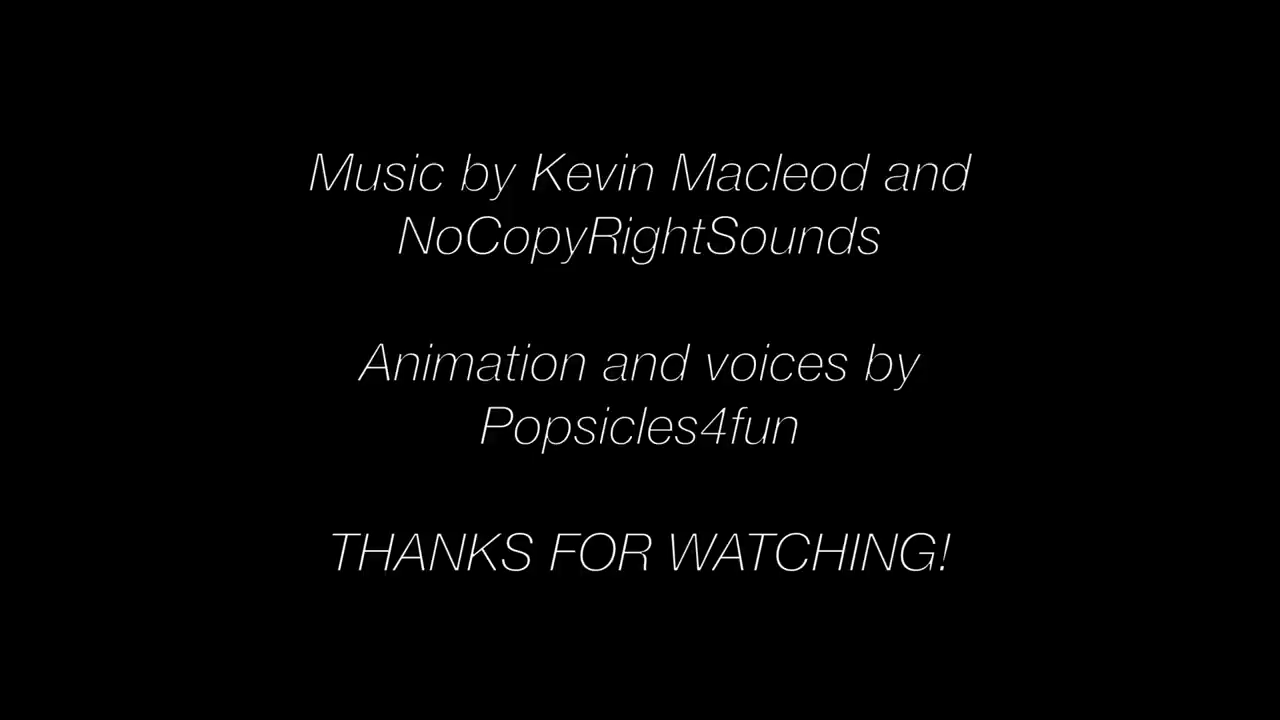 Music by Kevin Macleod and
NoCopyRightSounds
Animation and voices by
Popsicles4fun
THANKS FOR WATCHING!